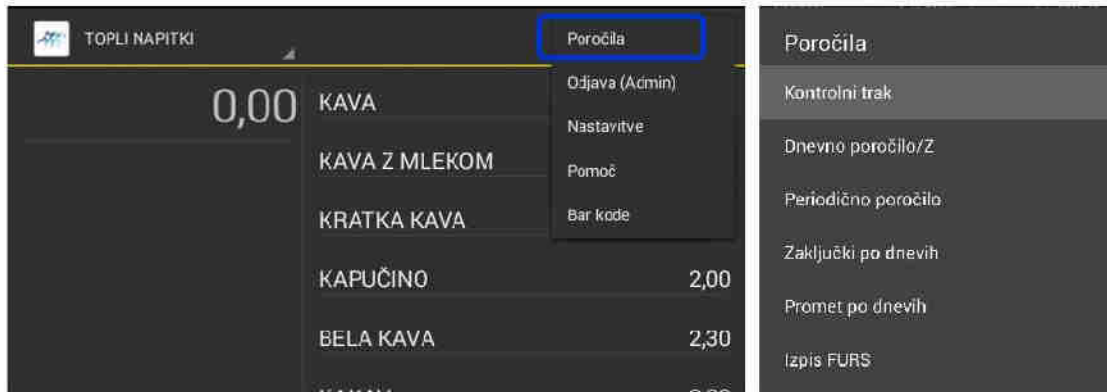 TOPLI NAPITKI
0,00
KAVA
KAVA Z MLEKOM
KRATKA KAVA
KAPUČINO 2,00
BELA KAVA 2,30
Poročila
Odjava (Admin)
Nastavitve
Pomoč
Bar kode
Poročila
Kontrolni trak
Dnevno poročilo/Z
Periodično poročilo
Zaključki po dnevih
Promet po dnevih
Izpis FURS